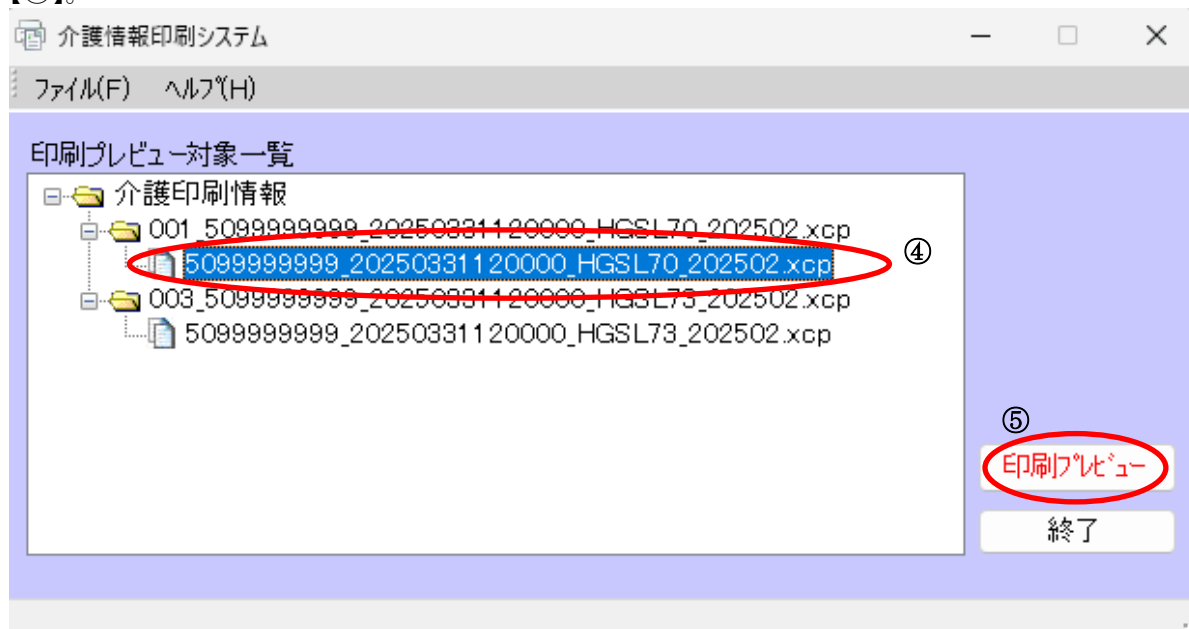 【⑤】。
介護情報印刷システム
ファイル(F) ヘルプ(H)
印刷プレビュー対象一覧
介護印刷情報
001_5099999999_20250331120000_HGSL70_202502.xcp
5099999999_20250331120000_HGSL70_202502.xcp
④
003_5099999999_20250331120000_HGSL73_202502.xcp
5099999999_20250331120000_HGSL73_202502.xcp
⑤
印刷プレビュー
終了